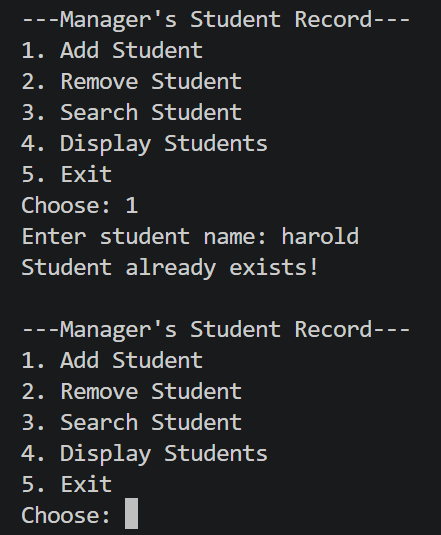 ---Manager's Student Record---
1. Add Student
2. Remove Student
3. Search Student
4. Display Students
5. Exit
Choose: 1
Enter student name: harold
Student already exists!

---Manager's Student Record---
1. Add Student
2. Remove Student
3. Search Student
4. Display Students
5. Exit
Choose: